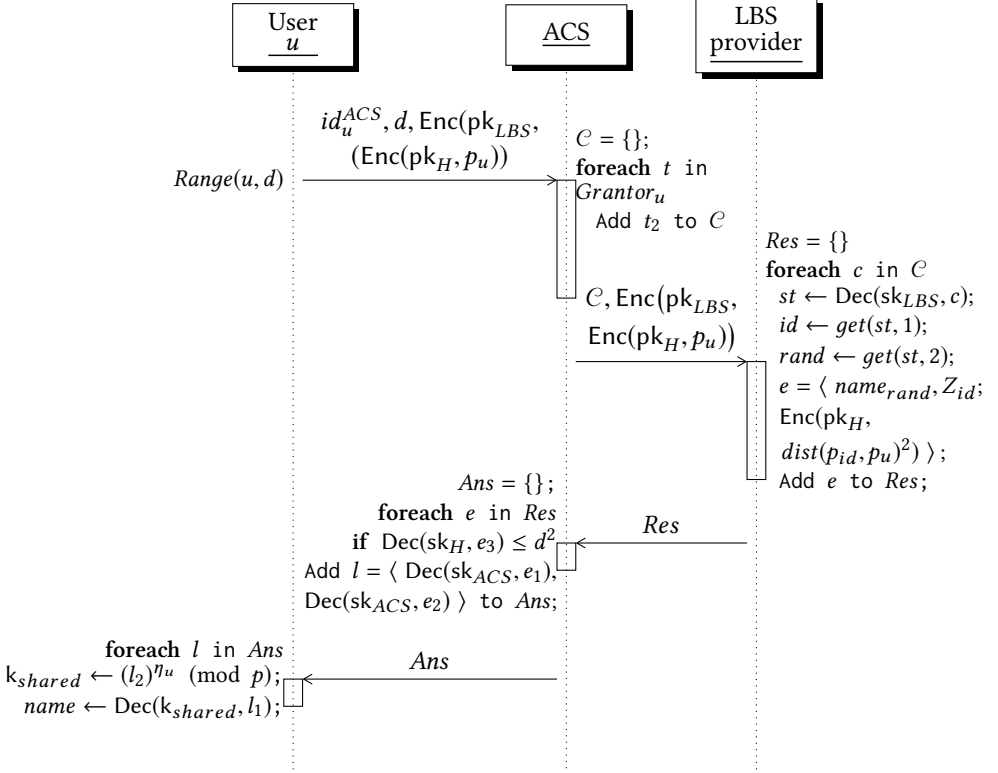 User
u
ACS
LBS
provider
id_u^{ACS}, d, Enc(pk_{LBS},
(Enc(pk_H, p_u))
Range(u, d)
𝒞 = {};
foreach t in
Grantor_u
Add t_2 to 𝒞
𝒞, Enc(pk_{LBS},
Enc(pk_H, p_u))
Res = {}
foreach c in 𝒞
st ← Dec(sk_{LBS}, c);
id ← get(st, 1);
rand ← get(st, 2);
e = ⟨ name_{rand}, Z_{id};
Enc(pk_H,
dist(p_{id}, p_u)^2) ⟩;
Add e to Res;
Res
Ans = {};
foreach e in Res
if Dec(sk_H, e_3) ≤ d^2
Add l = ⟨ Dec(sk_{ACS}, e_1),
Dec(sk_{ACS}, e_2) ⟩ to Ans;
Ans
foreach l in Ans
k_{shared} ← (l_2)^{η_u} (mod p);
name ← Dec(k_{shared}, l_1);